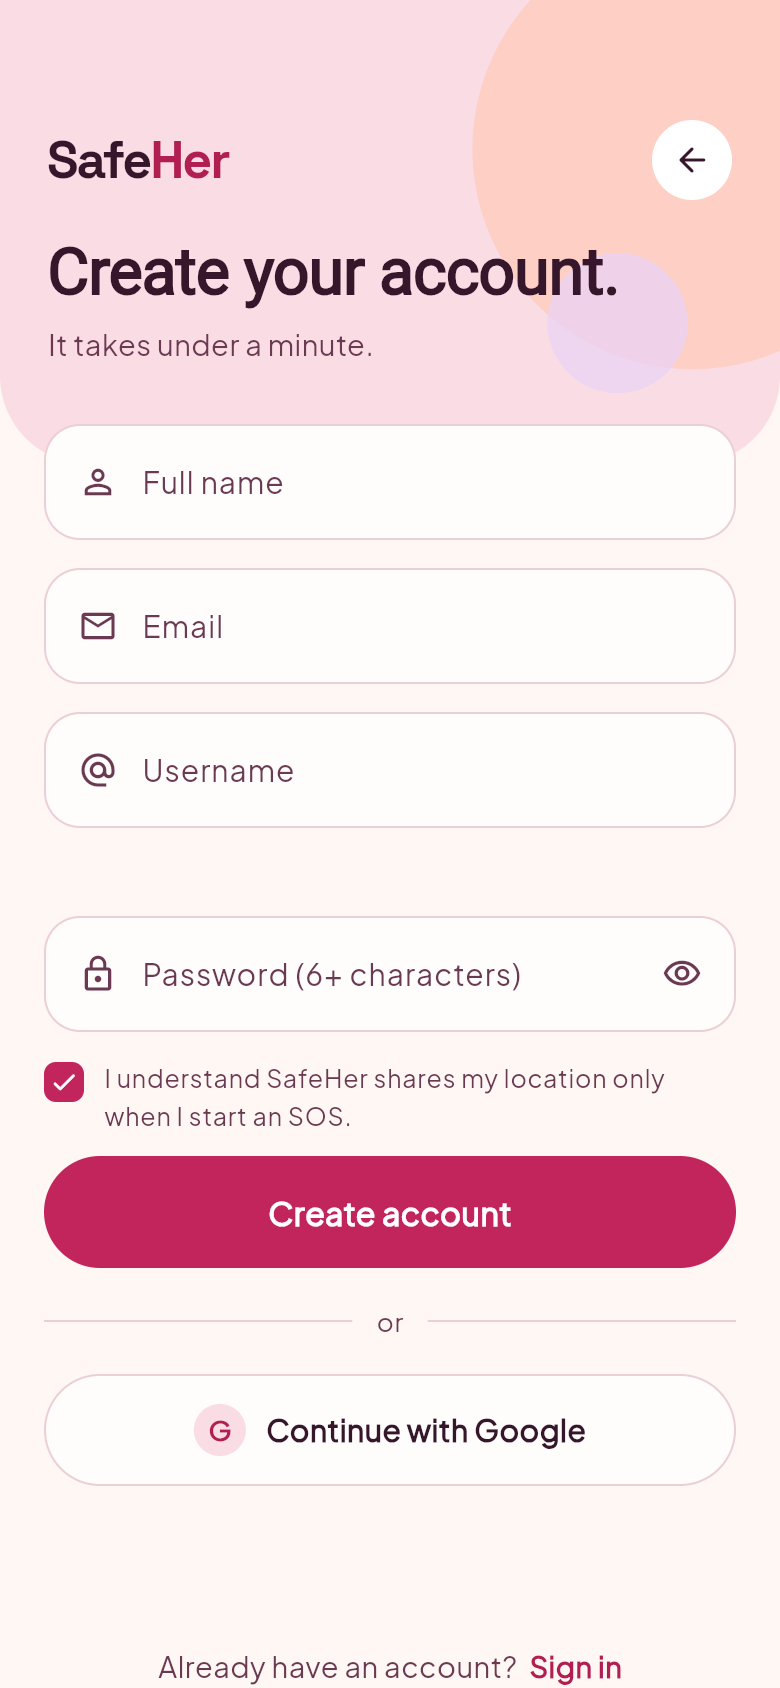 SafeHer
Create your account.
It takes under a minute.
Full name
Email
Username
Password (6+ characters)
I understand SafeHer shares my location only
when I start an SOS.
Create account
or
G Continue with Google
Already have an account? Sign in